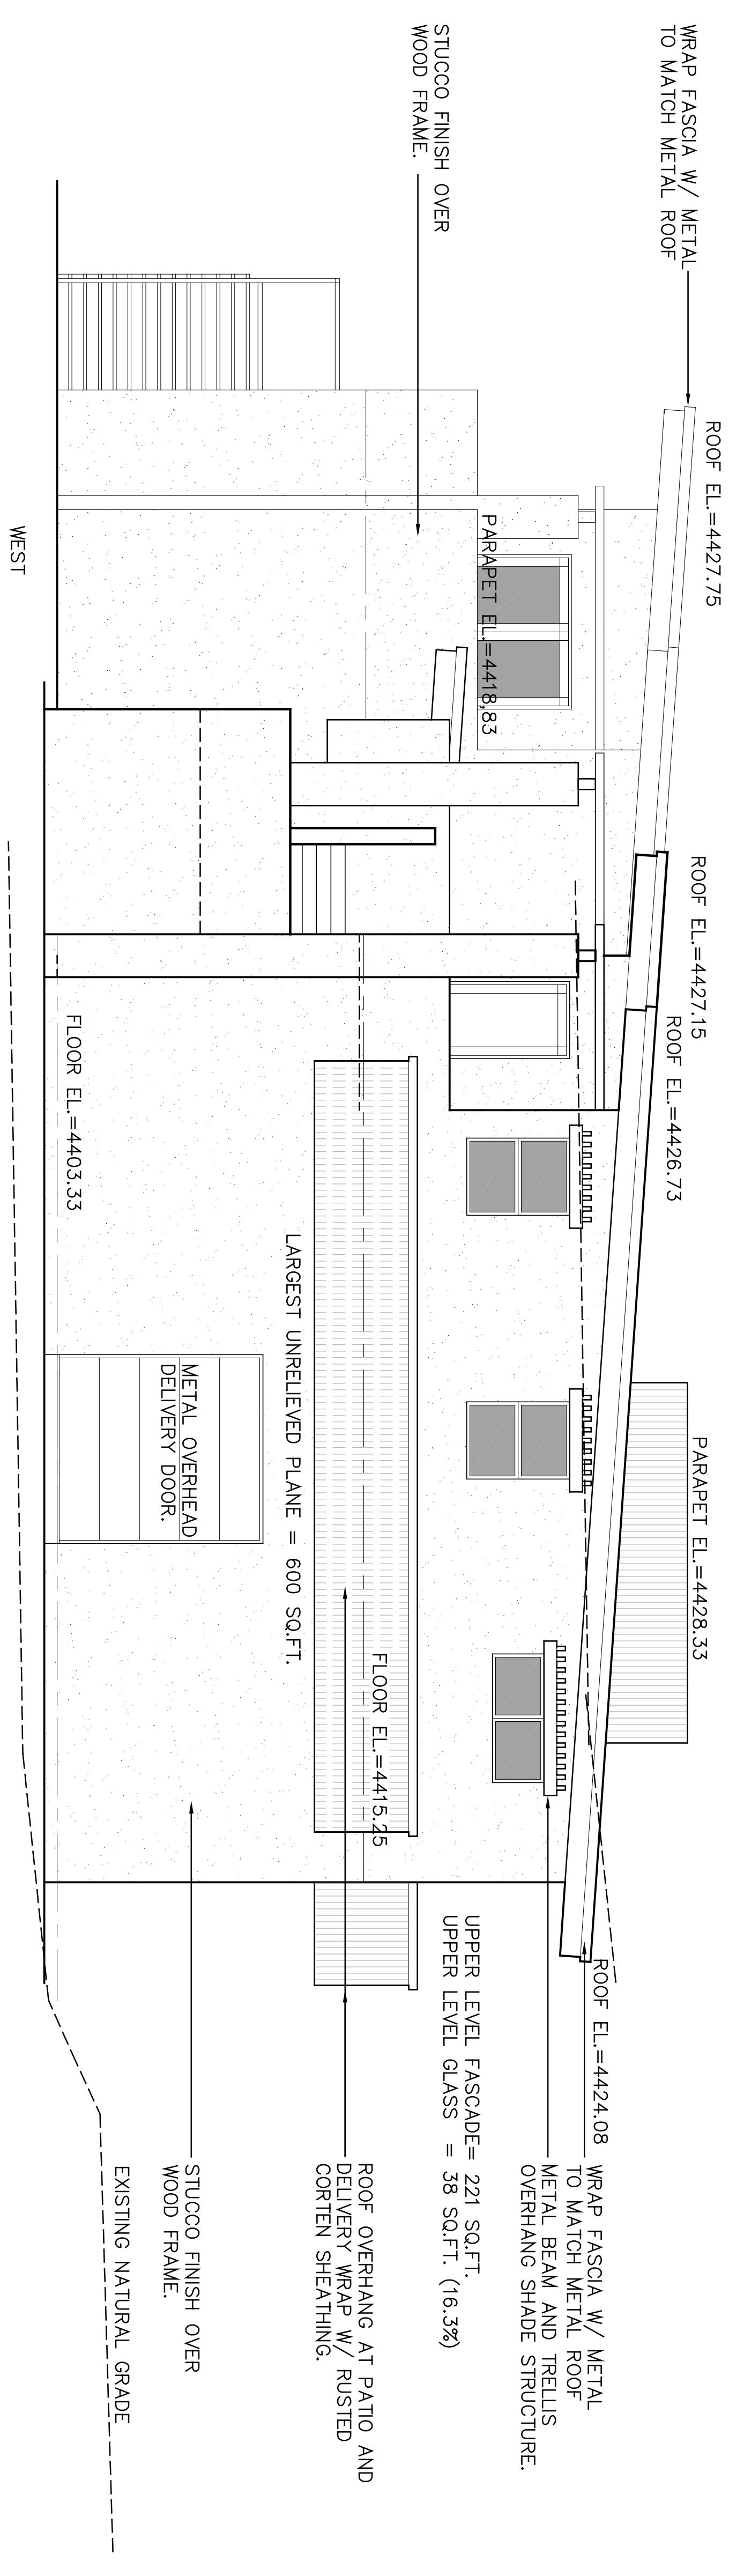 WRAP FASCIA W/ METAL
TO MATCH METAL ROOF
ROOF EL.=4427.75
STUCCO FINISH OVER
WOOD FRAME.
PARAPET EL.=4418.83
ROOF EL.=4427.15
ROOF EL.=4426.73
PARAPET EL.=4428.33
ROOF EL.=4424.08
WRAP FASCIA W/ METAL
TO MATCH METAL ROOF
METAL BEAM AND TRELLIS
OVERHANG SHADE STRUCTURE.
UPPER LEVEL FASCADE= 221 SQ.FT.
UPPER LEVEL GLASS = 38 SQ.FT. (16.3%)
FLOOR EL.=4415.25
ROOF OVERHANG AT PATIO AND
DELIVERY WRAP W/ RUSTED
CORTEN SHEATHING.
LARGEST UNRELIEVED PLANE = 600 SQ.FT.
METAL OVERHEAD
DELIVERY DOOR.
STUCCO FINISH OVER
WOOD FRAME.
FLOOR EL.=4403.33
EXISTING NATURAL GRADE
WEST